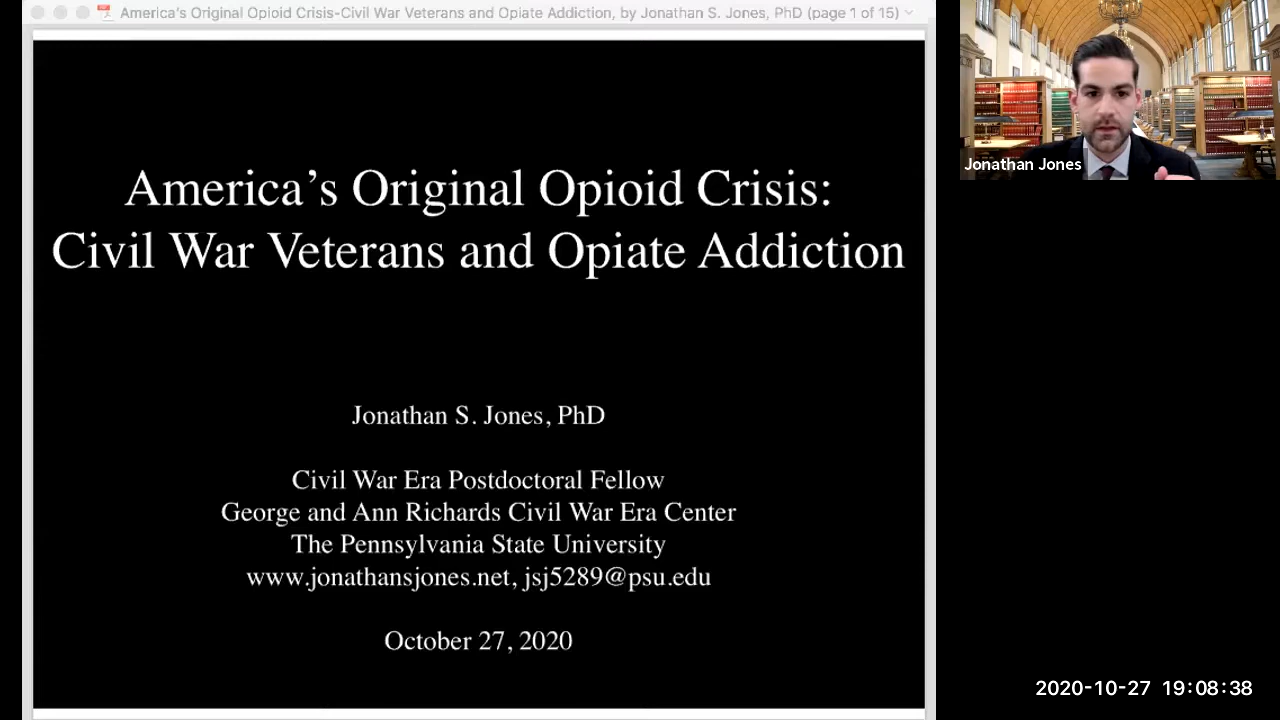 America's Original Opioid Crisis-Civil War Veterans and Opiate Addiction, by Jonathan S. Jones, PhD (page 1 of 15)
America’s Original Opioid Crisis:
Civil War Veterans and Opiate Addiction
Jonathan S. Jones, PhD
Civil War Era Postdoctoral Fellow
George and Ann Richards Civil War Era Center
The Pennsylvania State University
www.jonathansjones.net, jsj5289@psu.edu
October 27, 2020
Jonathan Jones
2020-10-27 19:08:38